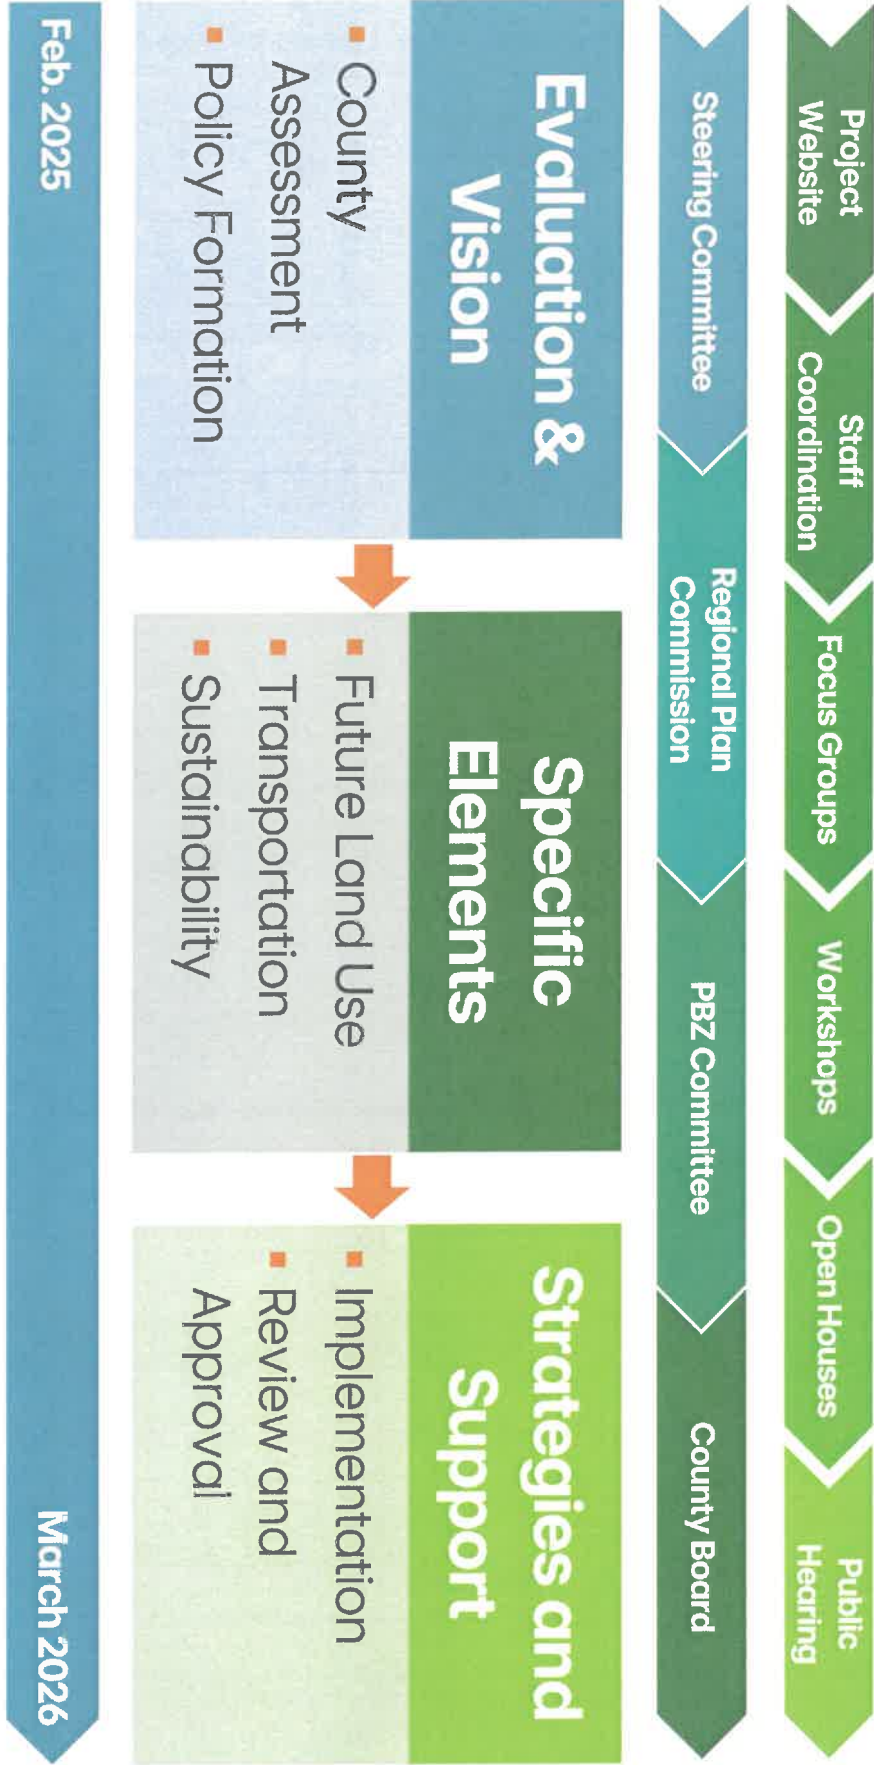 Project
Website
Staff
Coordination
Focus Groups
Workshops
Open Houses
Public
Hearing
Steering Committee
Regional Plan
Commission
PBZ Committee
County Board
Evaluation &
Vision
▪ County
Assessment
▪ Policy Formation
Specific
Elements
▪ Future Land Use
▪ Transportation
▪ Sustainability
Strategies and
Support
▪ Implementation
▪ Review and
Approval
Feb. 2025
March 2026